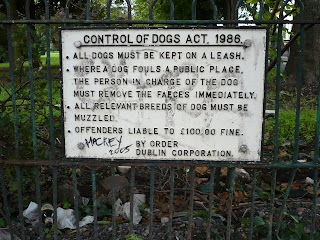 CONTROL OF DOGS ACT, 1986.
• ALL DOGS MUST BE KEPT ON A LEASH.
• WHERE A DOG FOULS A PUBLIC PLACE,
THE PERSON IN CHARGE OF THE DOG
MUST REMOVE THE FAECES IMMEDIATELY.
• ALL RELEVANT BREEDS OF DOG MUST BE
MUZZLED.
• OFFENDERS LIABLE TO £100.00 FINE.
MACKEY
2005
BY ORDER
DUBLIN CORPORATION.